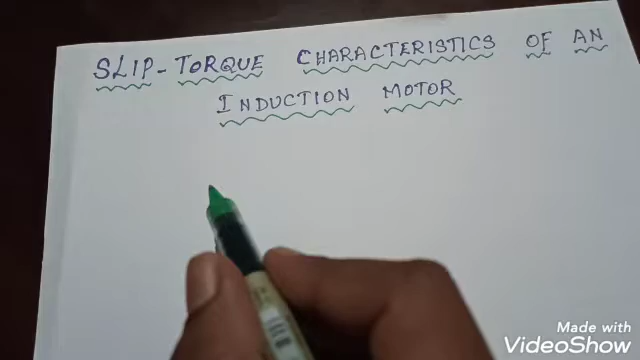 SLIP-TORQUE CHARACTERISTICS OF AN
INDUCTION MOTOR
Made with
VideoShow